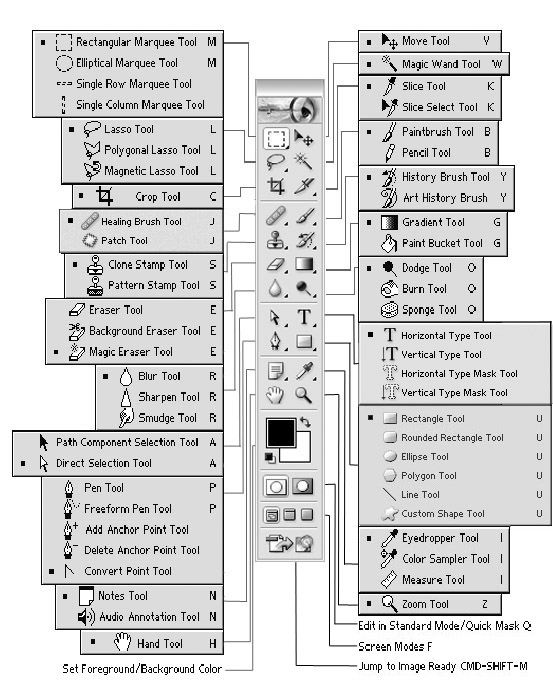 Rectangular Marquee Tool M
Elliptical Marquee Tool M
Single Row Marquee Tool
Single Column Marquee Tool
Lasso Tool L
Polygonal Lasso Tool L
Magnetic Lasso Tool L
Crop Tool C
Healing Brush Tool J
Patch Tool J
Clone Stamp Tool S
Pattern Stamp Tool S
Eraser Tool E
Background Eraser Tool E
Magic Eraser Tool E
Blur Tool R
Sharpen Tool R
Smudge Tool R
Path Component Selection Tool A
Direct Selection Tool A
Pen Tool P
Freeform Pen Tool P
Add Anchor Point Tool
Delete Anchor Point Tool
Convert Point Tool
Notes Tool N
Audio Annotation Tool N
Hand Tool H
Set Foreground/Background Color
Move Tool V
Magic Wand Tool W
Slice Tool K
Slice Select Tool K
Paintbrush Tool B
Pencil Tool B
History Brush Tool Y
Art History Brush Y
Gradient Tool G
Paint Bucket Tool G
Dodge Tool O
Burn Tool O
Sponge Tool O
Horizontal Type Tool
Vertical Type Tool
Horizontal Type Mask Tool
Vertical Type Mask Tool
Rectangle Tool U
Rounded Rectangle Tool U
Ellipse Tool U
Polygon Tool U
Line Tool U
Custom Shape Tool U
Eyedropper Tool I
Color Sampler Tool I
Measure Tool I
Zoom Tool Z
Edit in Standard Mode/Quick Mask Q
Screen Modes F
Jump to Image Ready CMD-SHIFT-M